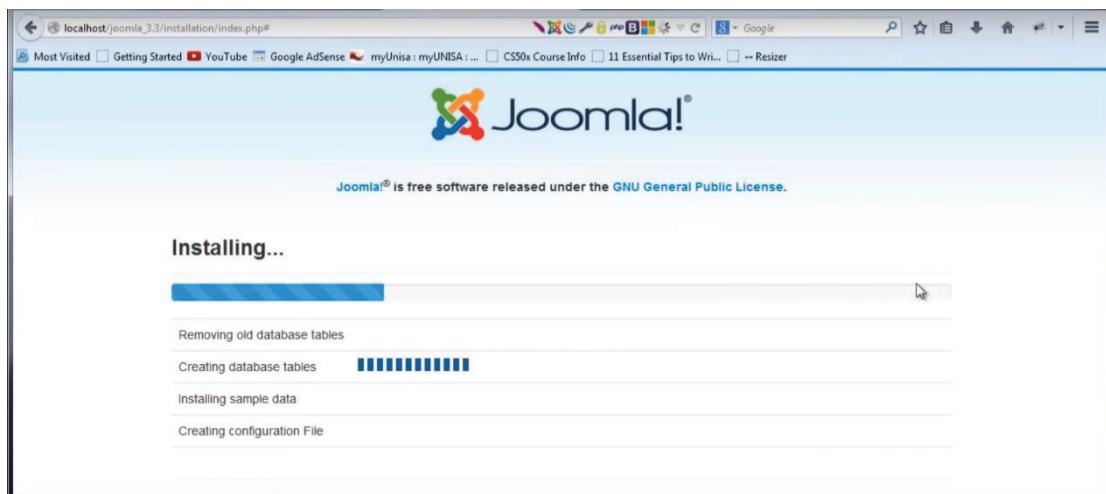 localhost/joomla_3.3/installation/index.php#
php B
8 Google
Most Visited Getting Started YouTube Google AdSense myUnisa : myUNISA : ... CS50x Course Info 11 Essential Tips to Wri... -- Resizer
Joomla!®
Joomla!® is free software released under the GNU General Public License.
Installing...
Removing old database tables
Creating database tables
Installing sample data
Creating configuration File